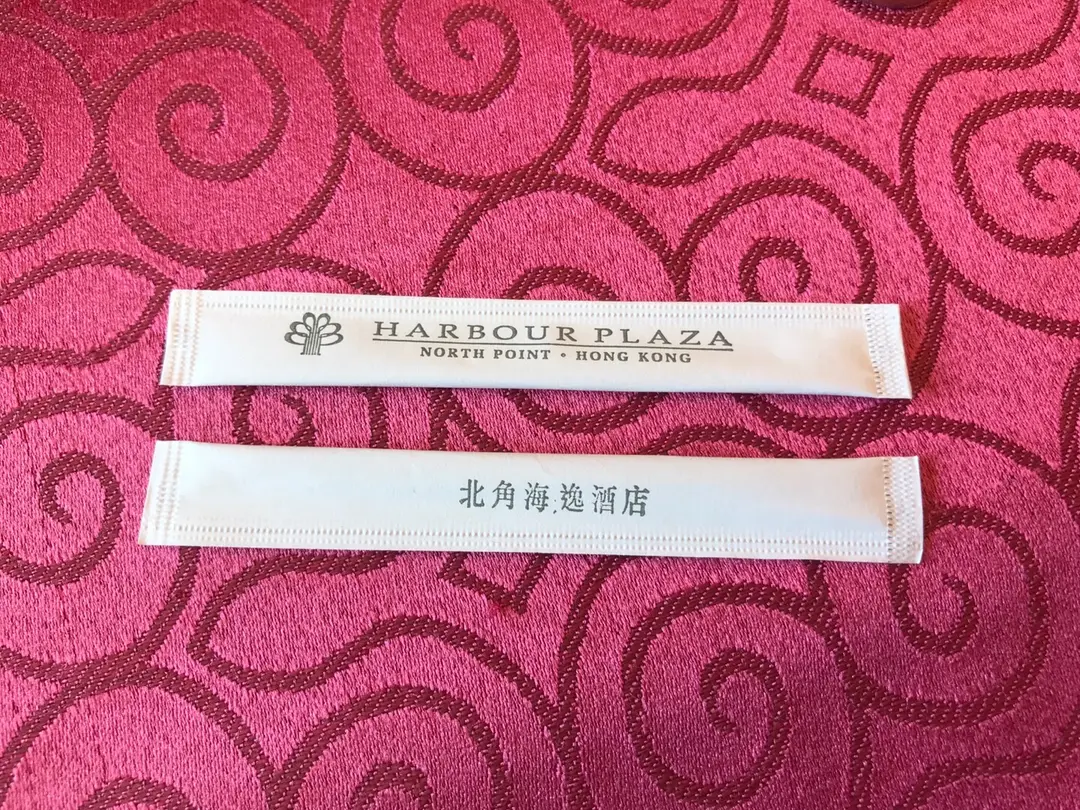 HARBOUR PLAZA
NORTH POINT • HONG KONG
北角海逸酒店